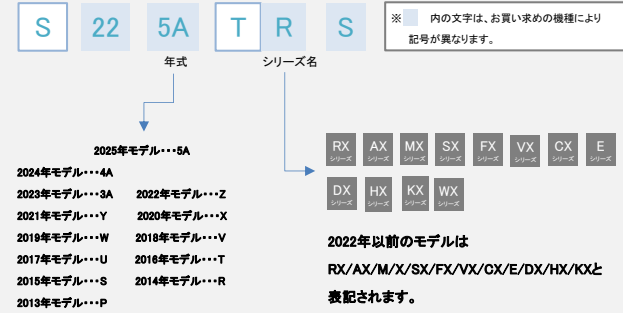 S 22 5A T R S
※ 内の文字は、お買い求めの機種により
記号が異なります。
年式 シリーズ名
2025年モデル･･･5A
2024年モデル･･･4A
2023年モデル･･･3A 2022年モデル･･･Z
2021年モデル･･･Y 2020年モデル･･･X
2019年モデル･･･W 2018年モデル･･･V
2017年モデル･･･U 2016年モデル･･･T
2015年モデル･･･S 2014年モデル･･･R
2013年モデル･･･P
RX AX MX SX FX VX CX E
シリーズ シリーズ シリーズ シリーズ シリーズ シリーズ シリーズ シリーズ
DX HX KX WX
シリーズ シリーズ シリーズ シリーズ
2022年以前のモデルは
RX/AX/M/X/SX/FX/VX/CX/E/DX/HX/KXと
表記されます。